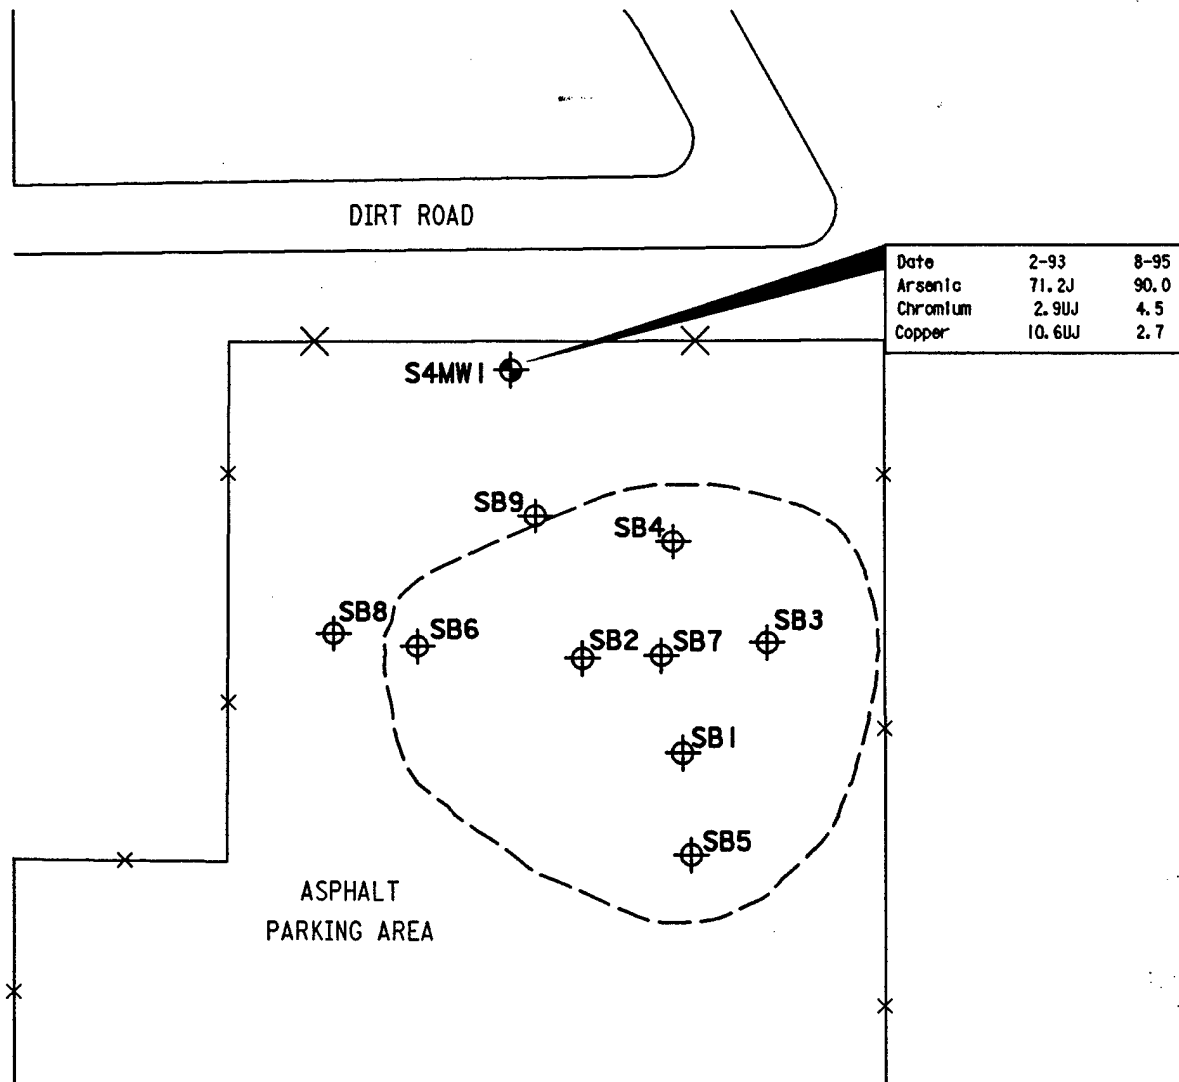 DIRT ROAD
Date 2-93 8-95
Arsenic 71.2J 90.0
Chromium 2.9UJ 4.5
Copper 10.6UJ 2.7
S4MW1
SB9
SB4
SB8
SB6
SB2
SB7
SB3
SB1
SB5
ASPHALT
PARKING AREA